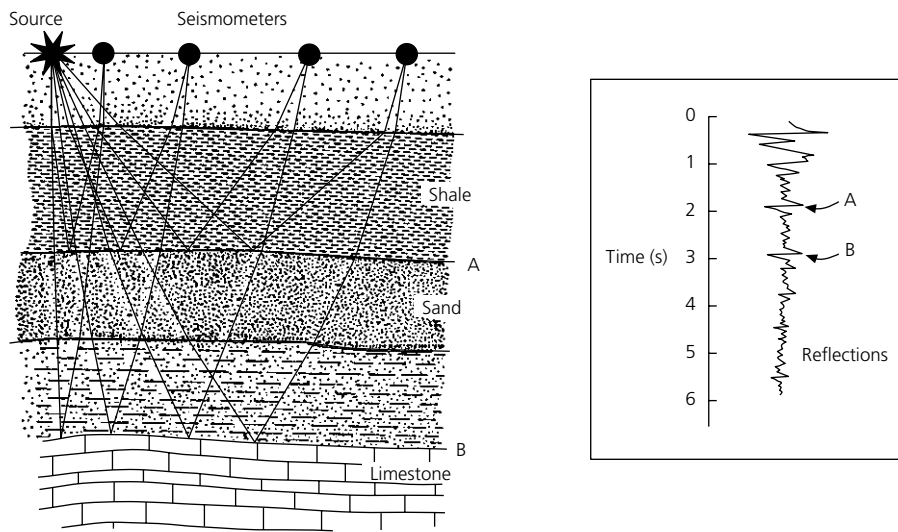 Source
Seismometers
Shale
A
Sand
B
Limestone
0
1
2
3
4
5
6
Time (s)
A
B
Reflections